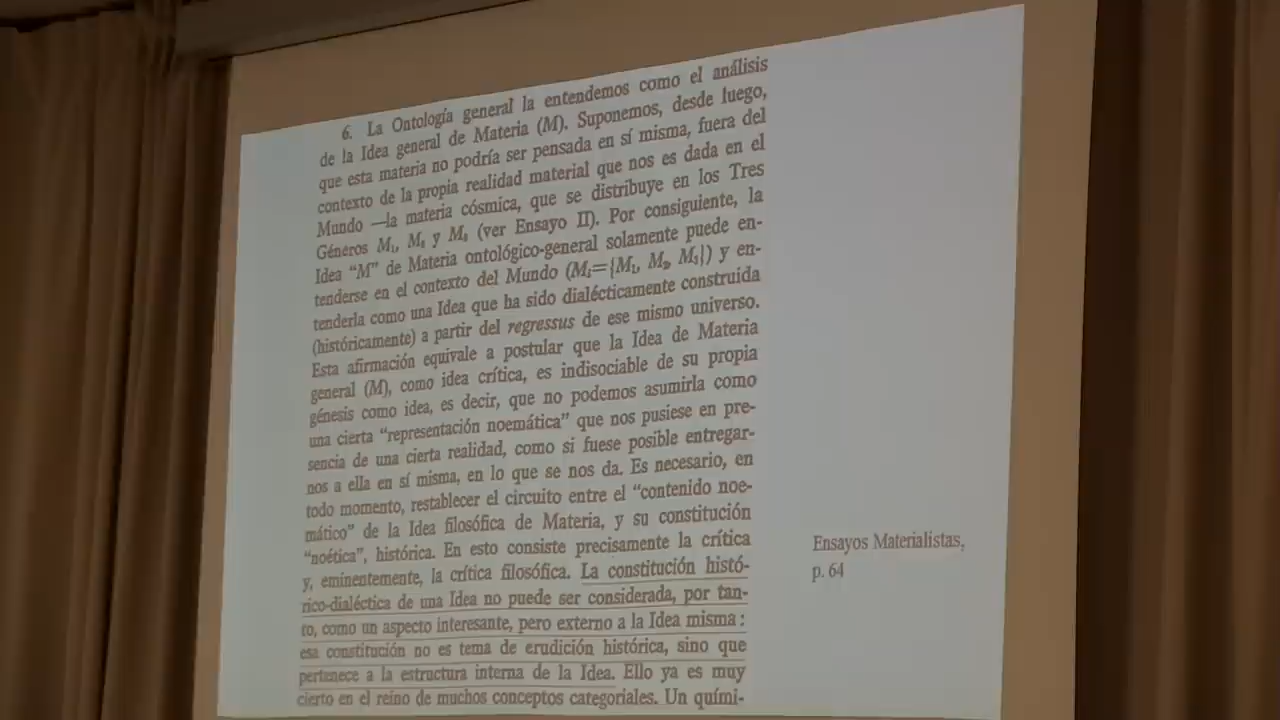 6. La Ontología general la entendemos como el análisis
de la Idea general de Materia (M). Suponemos, desde luego,
que esta materia no podría ser pensada en sí misma, fuera del
contexto de la propia realidad material que nos es dada en el
Mundo —la materia cósmica, que se distribuye en los Tres
Géneros M₁, M₂ y M₃ (ver Ensayo II). Por consiguiente, la
Idea “M” de Materia ontológico-general solamente puede en-
tenderse en el contexto del Mundo (Mᵢ={M₁, M₂, M₃}) y en-
tenderla como una Idea que ha sido dialécticamente construida
(históricamente) a partir del regressus de ese mismo universo.
Esta afirmación equivale a postular que la Idea de Materia
general (M), como idea crítica, es indisociable de su propia
génesis como idea, es decir, que no podemos asumirla como
una cierta “representación noemática” que nos pusiese en pre-
sencia de una cierta realidad, como si fuese posible entregar-
nos a ella en sí misma, en lo que se nos da. Es necesario, en
todo momento, restablecer el circuito entre el “contenido noe-
mático” de la Idea filosófica de Materia, y su constitución
“noética”, histórica. En esto consiste precisamente la crítica
y, eminentemente, la crítica filosófica. La constitución histó-
rico-dialéctica de una Idea no puede ser considerada, por tan-
to, como un aspecto interesante, pero externo a la Idea misma:
esa constitución no es tema de erudición histórica, sino que
pertenece a la estructura interna de la Idea. Ello ya es muy
cierto en el reino de muchos conceptos categoriales. Un quími-
Ensayos Materialistas,
p. 64